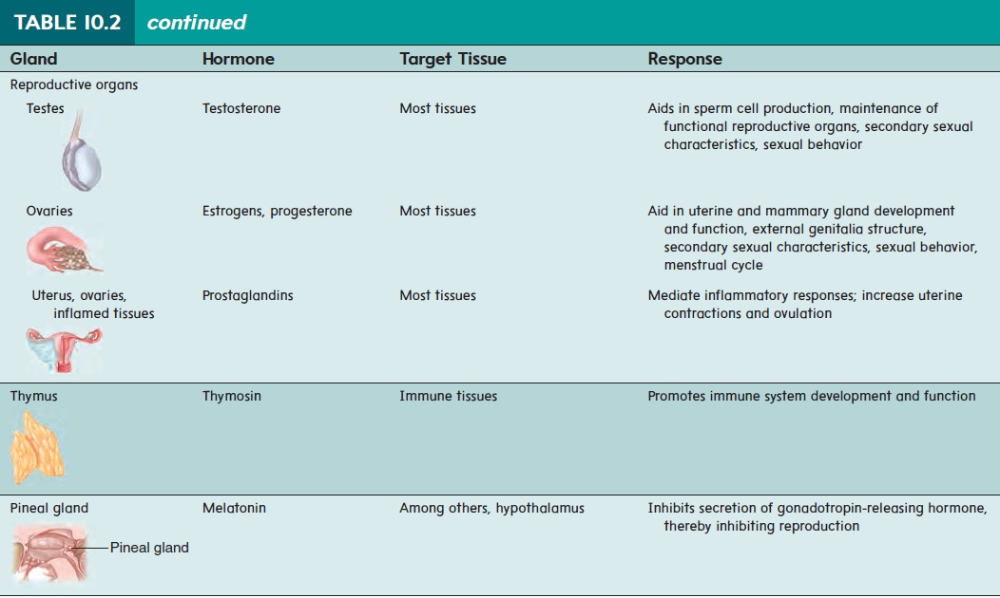 TABLE 10.2 continued
Gland Hormone Target Tissue Response
Reproductive organs
Testes Testosterone Most tissues Aids in sperm cell production, maintenance of
functional reproductive organs, secondary sexual
characteristics, sexual behavior
Ovaries Estrogens, progesterone Most tissues Aid in uterine and mammary gland development
and function, external genitalia structure,
secondary sexual characteristics, sexual behavior,
menstrual cycle
Uterus, ovaries, Prostaglandins Most tissues Mediate inflammatory responses; increase uterine
inflamed tissues contractions and ovulation
Thymus Thymosin Immune tissues Promotes immune system development and function
Pineal gland Melatonin Among others, hypothalamus Inhibits secretion of gonadotropin-releasing hormone,
thereby inhibiting reproduction
Pineal gland